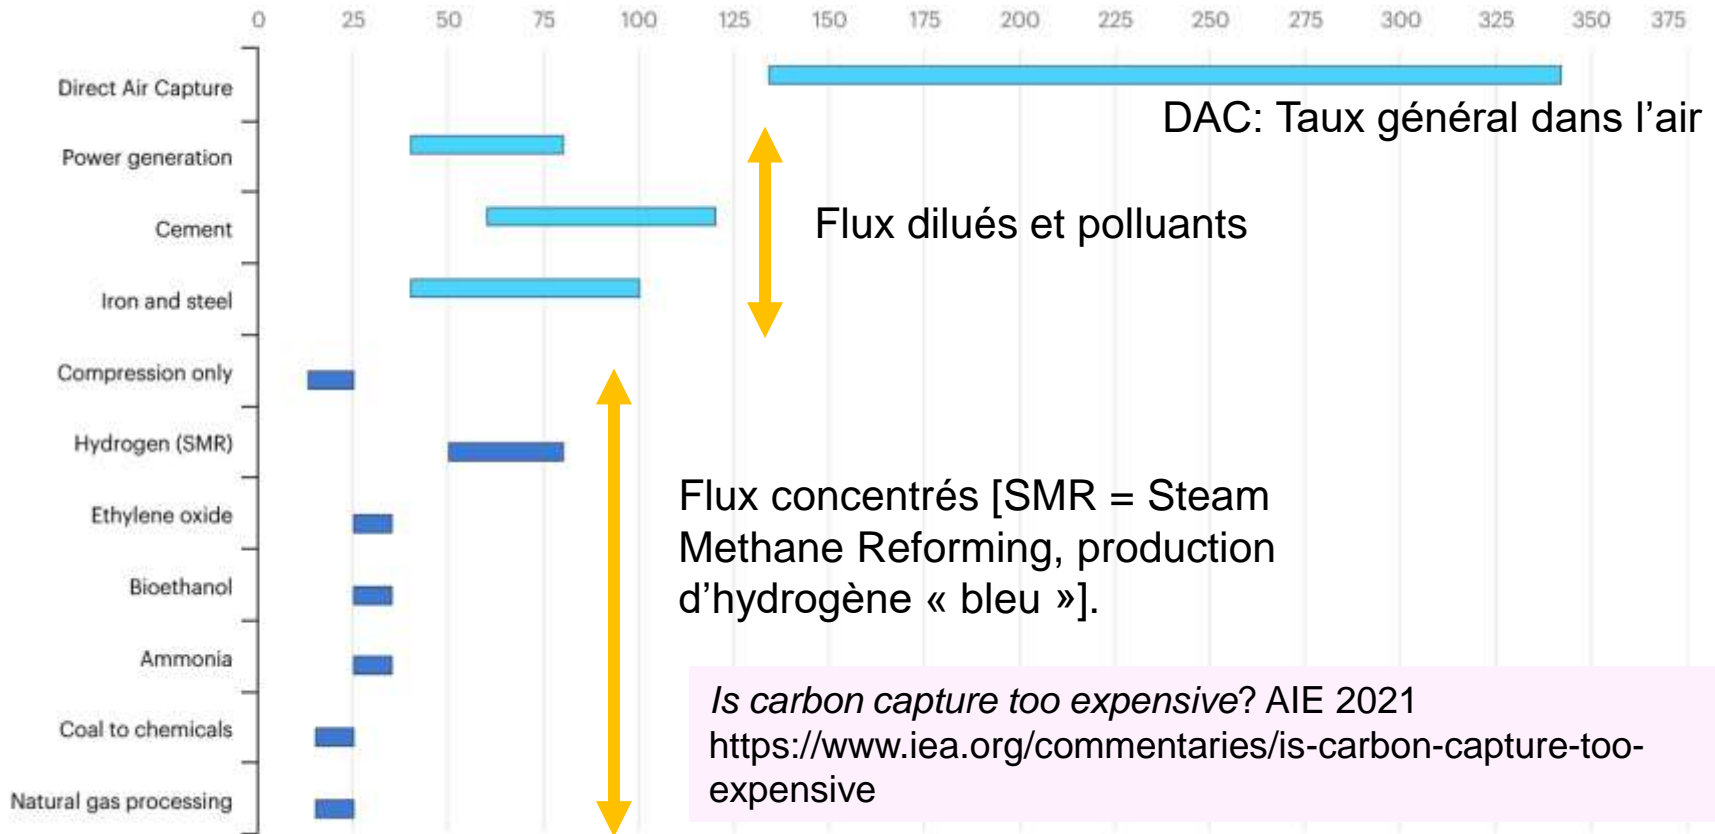 0 25 50 75 100 125 150 175 200 225 250 275 300 325 350 375
Direct Air Capture
DAC: Taux général dans l’air
Power generation
Flux dilués et polluants
Cement
Iron and steel
Compression only
Hydrogen (SMR)
Flux concentrés [SMR = Steam
Methane Reforming, production
d’hydrogène « bleu »].
Ethylene oxide
Bioethanol
Ammonia
Coal to chemicals
Natural gas processing
Is carbon capture too expensive? AIE 2021
https://www.iea.org/commentaries/is-carbon-capture-too-
expensive